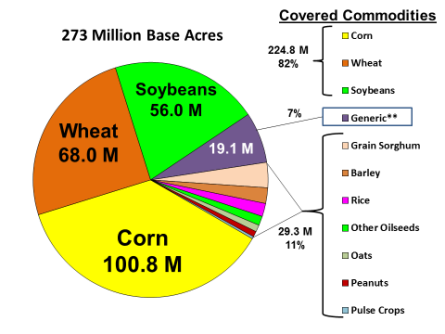 Covered Commodities
273 Million Base Acres
Corn
224.8 M
82%
Wheat
Soybeans
Soybeans
56.0 M
7%
Generic**
Wheat
68.0 M
19.1 M
Grain Sorghum
Barley
Rice
29.3 M
11%
Other Oilseeds
Corn
100.8 M
Oats
Peanuts
Pulse Crops